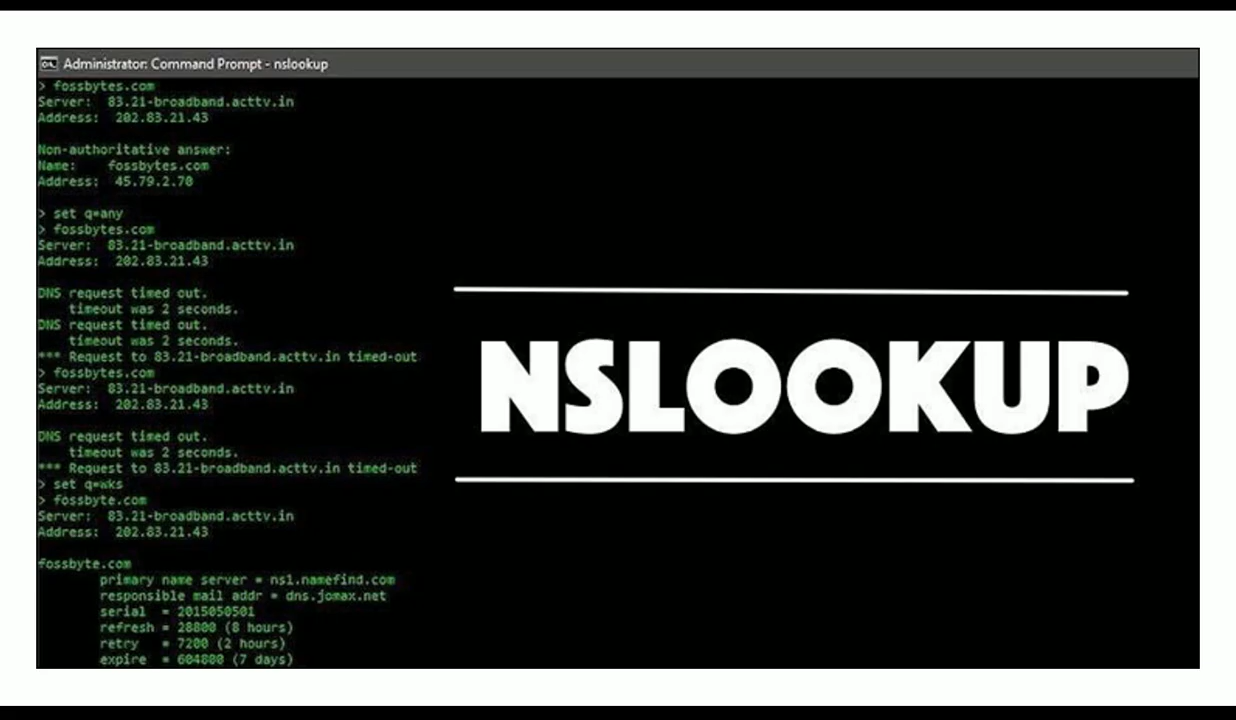 Administrator: Command Prompt - nslookup
> fossbytes.com
Server: 83.21-broadband.acttv.in
Address: 202.83.21.43
Non-authoritative answer:
Name: fossbytes.com
Address: 45.79.2.70
> set q=any
> fossbytes.com
Server: 83.21-broadband.acttv.in
Address: 202.83.21.43
DNS request timed out.
timeout was 2 seconds.
DNS request timed out.
timeout was 2 seconds.
*** Request to 83.21-broadband.acttv.in timed-out
> fossbytes.com
Server: 83.21-broadband.acttv.in
Address: 202.83.21.43
DNS request timed out.
timeout was 2 seconds.
*** Request to 83.21-broadband.acttv.in timed-out
> set q=wks
> fossbyte.com
Server: 83.21-broadband.acttv.in
Address: 202.83.21.43
fossbyte.com
primary name server = ns1.namefind.com
responsible mail addr = dns.jomax.net
serial = 2015050501
refresh = 28800 (8 hours)
retry = 7200 (2 hours)
expire = 604800 (7 days)
NSLOOKUP